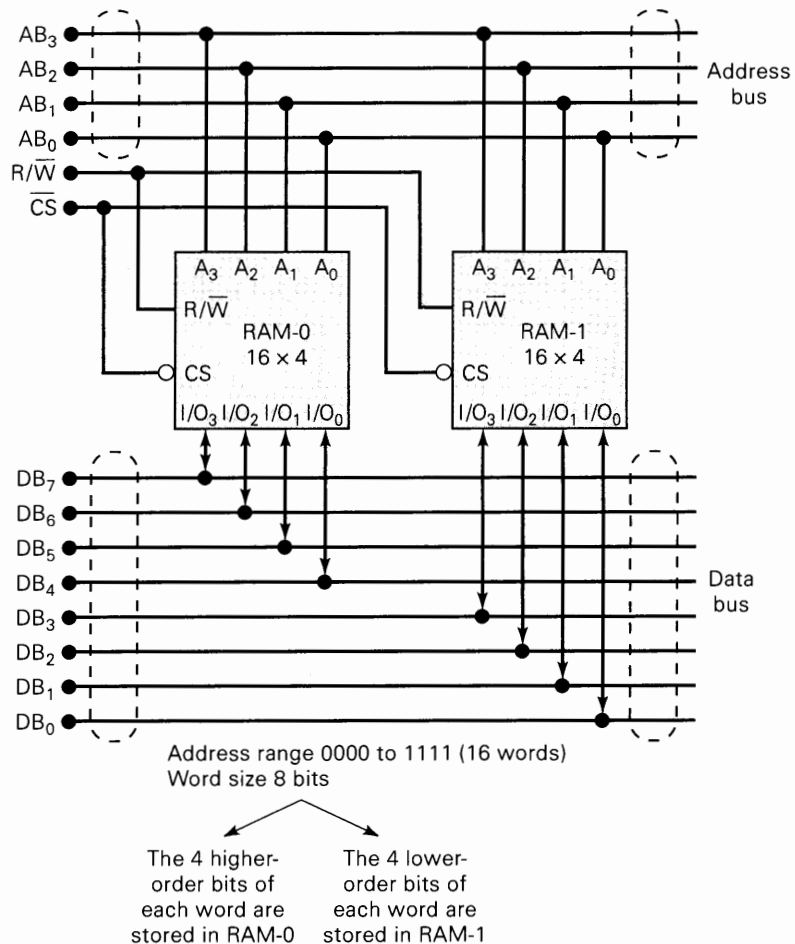 AB₃
AB₂
AB₁
AB₀
R/W̅
C̅S̅
Address
bus
A₃ A₂ A₁ A₀
R/W̅
RAM-0
16 × 4
CS
I/O₃ I/O₂ I/O₁ I/O₀
A₃ A₂ A₁ A₀
R/W̅
RAM-1
16 × 4
CS
I/O₃ I/O₂ I/O₁ I/O₀
DB₇
DB₆
DB₅
DB₄
DB₃
DB₂
DB₁
DB₀
Data
bus
Address range 0000 to 1111 (16 words)
Word size 8 bits
The 4 higher-
order bits of
each word are
stored in RAM-0
The 4 lower-
order bits of
each word are
stored in RAM-1